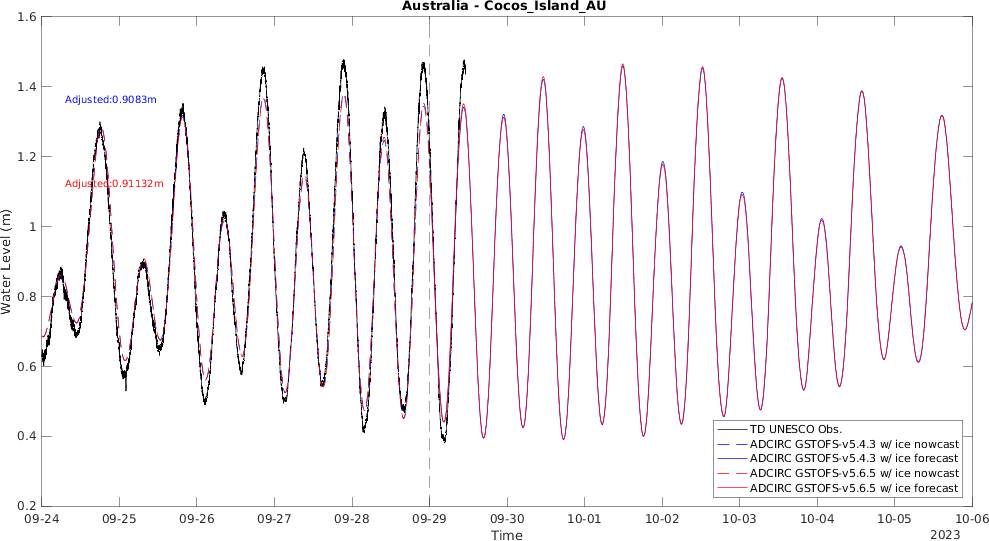 Australia - Cocos_Island_AU
1.6
1.4
1.2
1
0.8
0.6
0.4
0.2
Water Level (m)
Adjusted:0.9083m
Adjusted:0.91132m
TD UNESCO Obs.
ADCIRC GSTOFS-v5.4.3 w/ ice nowcast
ADCIRC GSTOFS-v5.4.3 w/ ice forecast
ADCIRC GSTOFS-v5.6.5 w/ ice nowcast
ADCIRC GSTOFS-v5.6.5 w/ ice forecast
09-24 09-25 09-26 09-27 09-28 09-29 09-30 10-01 10-02 10-03 10-04 10-05 10-06
Time
2023